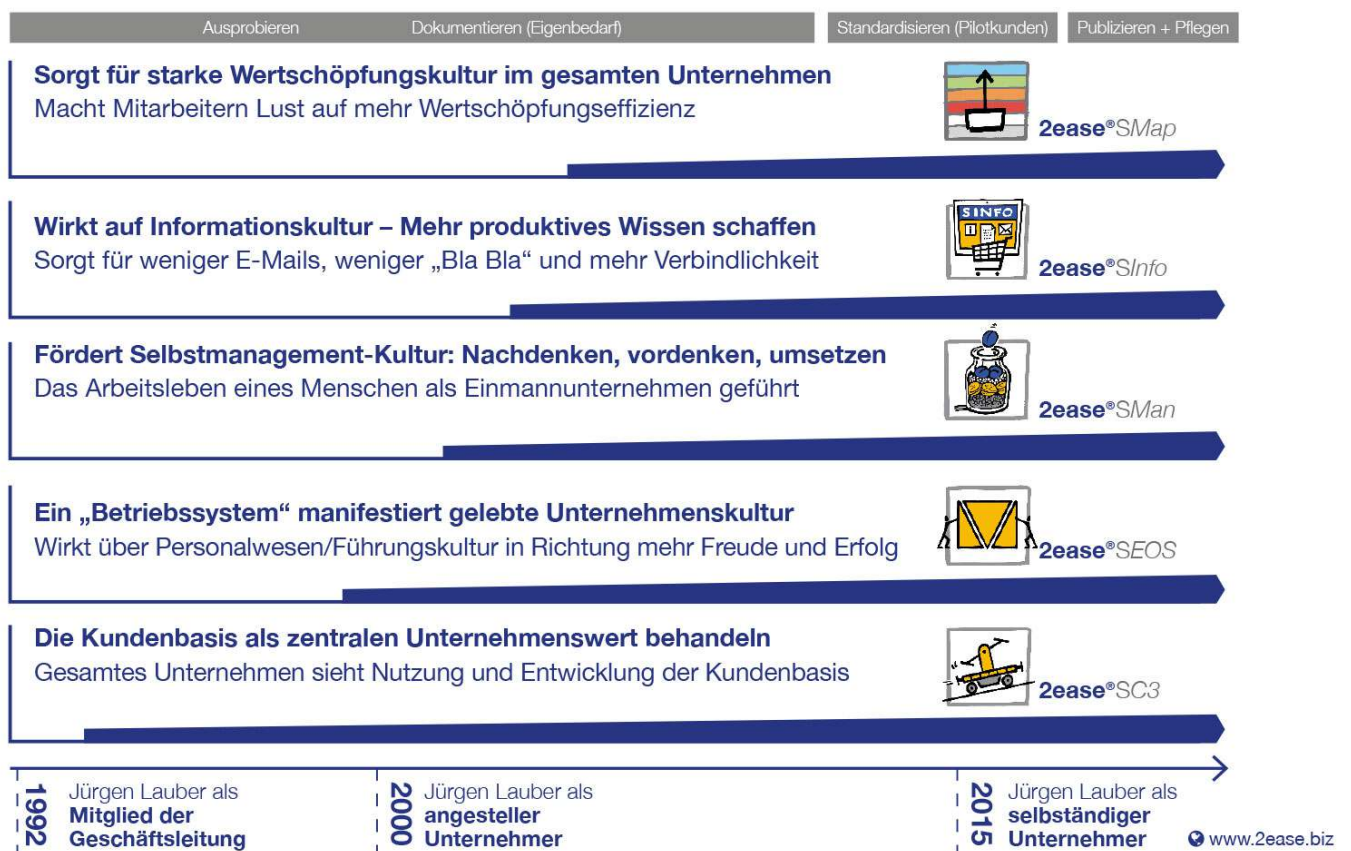 Ausprobieren Dokumentieren (Eigenbedarf) Standardisieren (Pilotkunden) Publizieren + Pflegen
Sorgt für starke Wertschöpfungskultur im gesamten Unternehmen
Macht Mitarbeitern Lust auf mehr Wertschöpfungseffizienz
2ease®SMap
Wirkt auf Informationskultur – Mehr produktives Wissen schaffen
Sorgt für weniger E-Mails, weniger „Bla Bla“ und mehr Verbindlichkeit
SINFO
2ease®SInfo
Fördert Selbstmanagement-Kultur: Nachdenken, vordenken, umsetzen
Das Arbeitsleben eines Menschen als Einmannunternehmen geführt
2ease®SMan
Ein „Betriebssystem“ manifestiert gelebte Unternehmenskultur
Wirkt über Personalwesen/Führungskultur in Richtung mehr Freude und Erfolg
2ease®SEOS
Die Kundenbasis als zentralen Unternehmenswert behandeln
Gesamtes Unternehmen sieht Nutzung und Entwicklung der Kundenbasis
2ease®SC3
1992
Jürgen Lauber als
Mitglied der
Geschäftsleitung
2000
Jürgen Lauber als
angesteller
Unternehmer
2015
Jürgen Lauber als
selbständiger
Unternehmer
www.2ease.biz